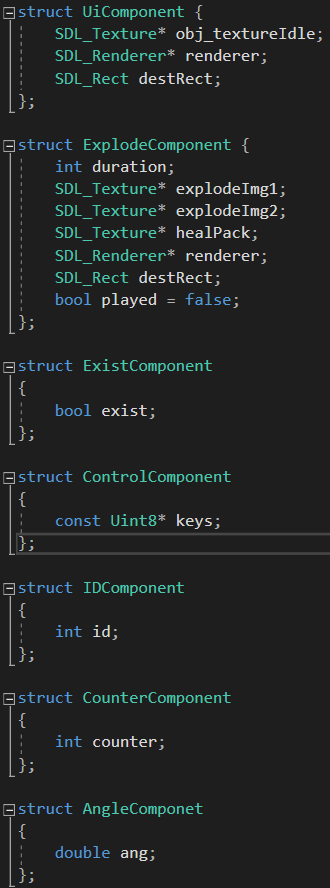 struct UiComponent {
SDL_Texture* obj_textureIdle;
SDL_Renderer* renderer;
SDL_Rect destRect;
};
struct ExplodeComponent {
int duration;
SDL_Texture* explodeImg1;
SDL_Texture* explodeImg2;
SDL_Texture* healPack;
SDL_Renderer* renderer;
SDL_Rect destRect;
bool played = false;
};
struct ExistComponent
{
bool exist;
};
struct ControlComponent
{
const Uint8* keys;
};
struct IDComponent
{
int id;
};
struct CounterComponent
{
int counter;
};
struct AngleComponet
{
double ang;
};